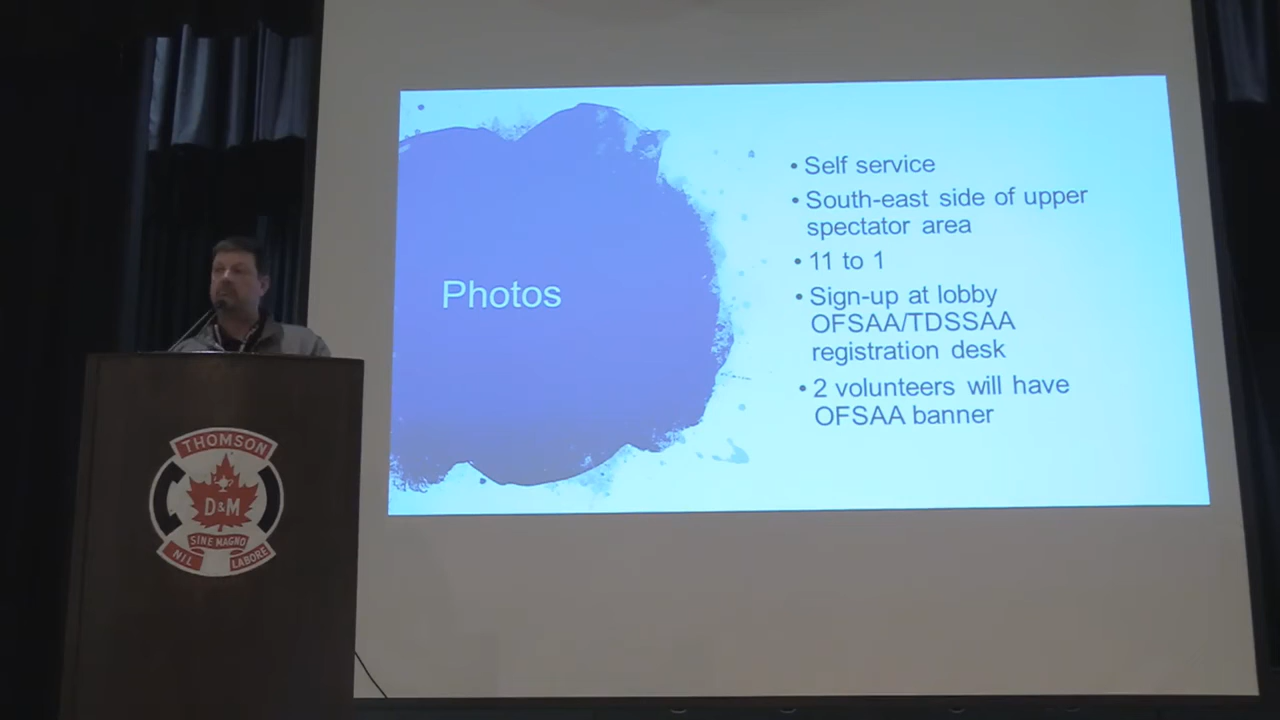 Photos
• Self service
• South-east side of upper
spectator area
• 11 to 1
• Sign-up at lobby
OFSAA/TDSSAA
registration desk
• 2 volunteers will have
OFSAA banner
THOMSON
D&M
SINE MAGNO
NIL LABORE